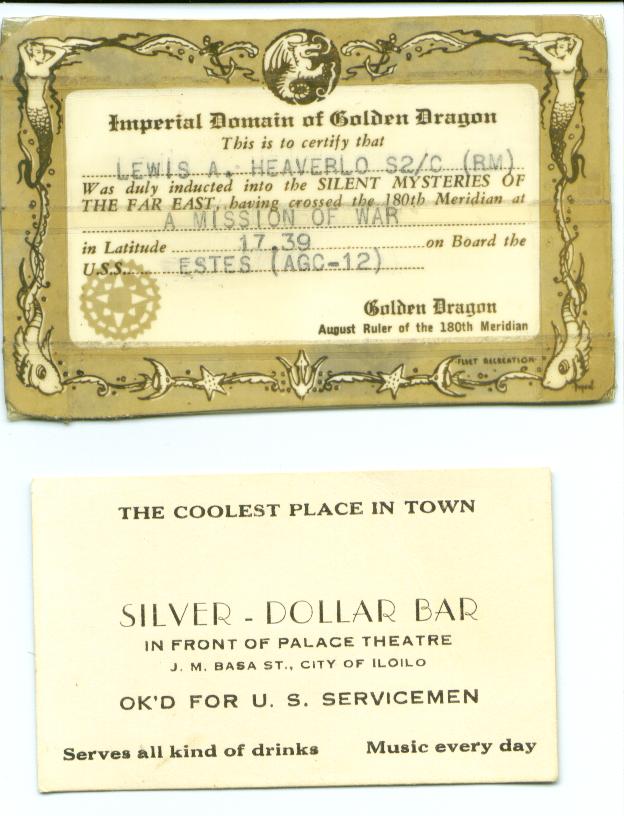 Imperial Domain of Golden Dragon
This is to certify that
LEWIS A. HEAVERLO S2/C (RM)
Was duly inducted into the SILENT MYSTERIES OF
THE FAR EAST, having crossed the 180th Meridian at
A MISSION OF WAR
in Latitude 17.39 on Board the
U.S.S. ESTES (AGC-12)
Golden Dragon
August Ruler of the 180th Meridian
FLEET RECREATION
THE COOLEST PLACE IN TOWN
SILVER - DOLLAR BAR
IN FRONT OF PALACE THEATRE
J. M. BASA ST., CITY OF ILOILO
OK'D FOR U. S. SERVICEMEN
Serves all kind of drinks Music every day